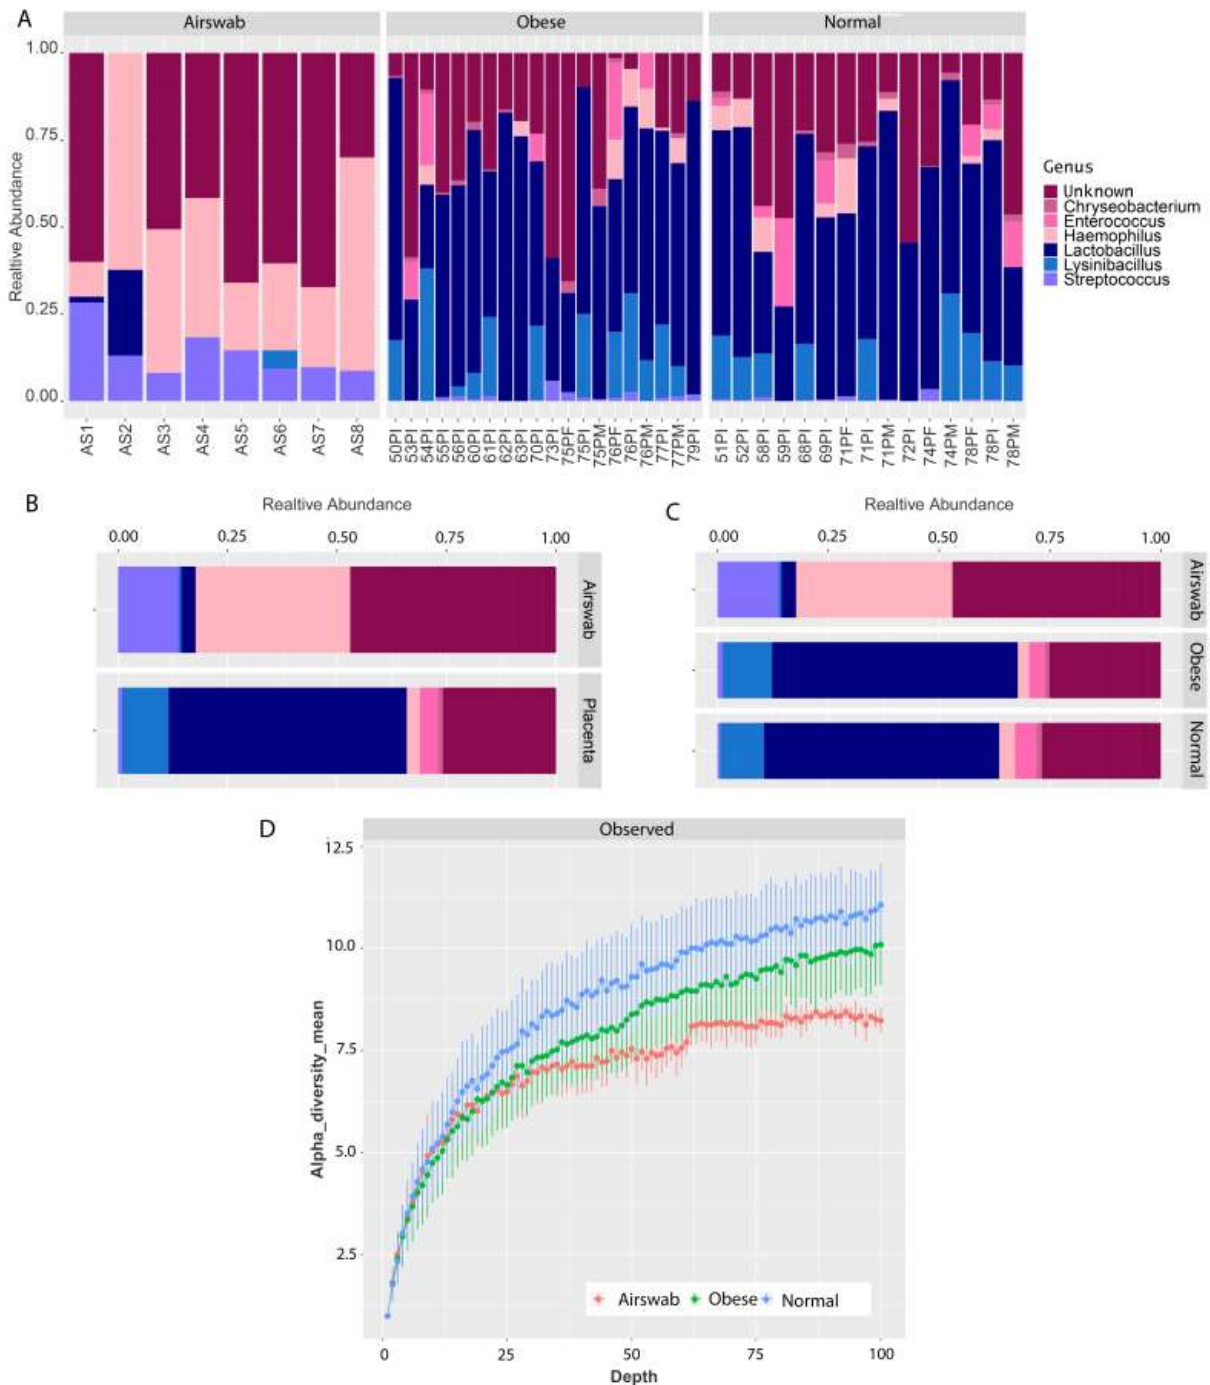 A
Airswab Obese Normal
Realtive Abundance
1.00
0.75
0.50
0.25
0.00
AS1 AS2 AS3 AS4 AS5 AS6 AS7 AS8
50PI 53PI 54PI 55PI 56PI 60PI 61PI 62PI 63PI 70PI 73PI 75PF 75PI 75PM 76PF 76PI 76PM 77PI 77PM 79PI
51PI 52PI 58PI 59PI 68PI 69PI 71PF 71PI 71PM 72PI 74PF 74PM 78PF 78PI 78PM
Genus
Unknown
Chryseobacterium
Enterococcus
Haemophilus
Lactobacillus
Lysinibacillus
Streptococcus
B
Realtive Abundance
0.00 0.25 0.50 0.75 1.00
Airswab
Placenta
C
Realtive Abundance
0.00 0.25 0.50 0.75 1.00
Airswab
Obese
Normal
D
Observed
Alpha_diversity_mean
12.5
10.0
7.5
5.0
2.5
Airswab Obese Normal
0 25 50 75 100
Depth